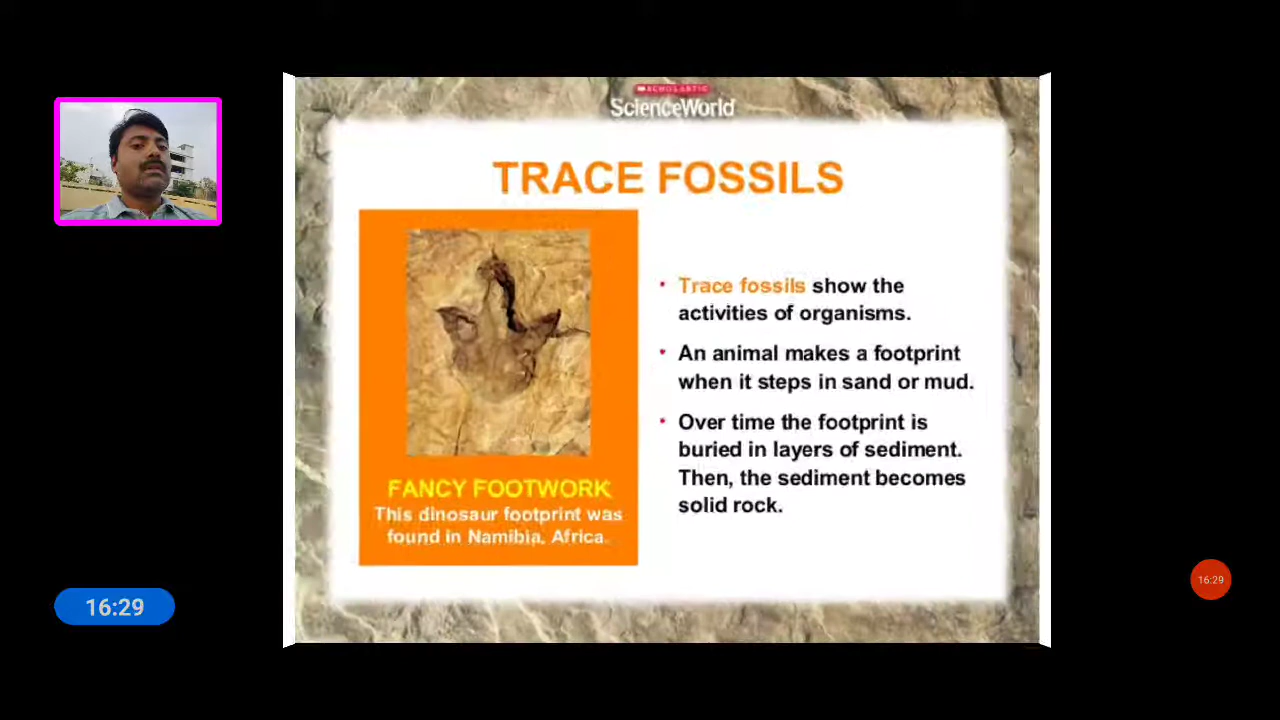 SCHOLASTIC
ScienceWorld
TRACE FOSSILS
FANCY FOOTWORK
This dinosaur footprint was
found in Namibia, Africa.
• Trace fossils show the
activities of organisms.
• An animal makes a footprint
when it steps in sand or mud.
• Over time the footprint is
buried in layers of sediment.
Then, the sediment becomes
solid rock.
16:29
16:29